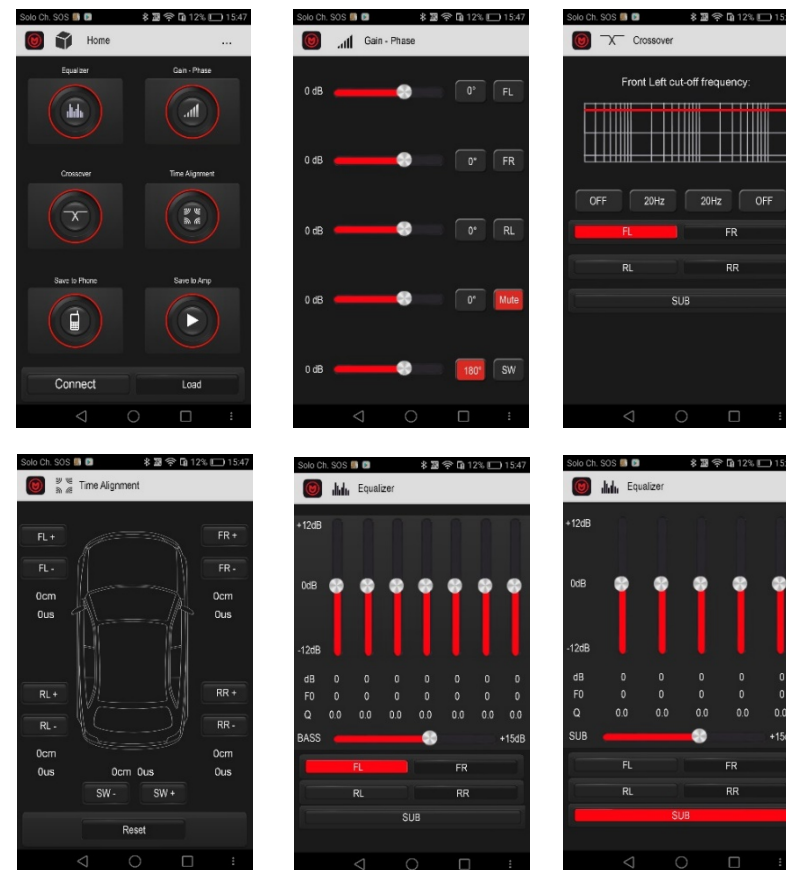 Solo Ch. SOS 12% 15:47
Home ...
Equalizer Gain - Phase
Crossover Time Alignment
Save to Phone Save to Amp
Connect Load
Solo Ch. SOS 12% 15:47
Gain - Phase
0 dB 0° FL
0 dB 0° FR
0 dB 0° RL
0 dB 0° Mute
0 dB 180° SW
Solo Ch. SOS 12% 15:
Crossover
Front Left cut-off frequency:
OFF 20Hz 20Hz OFF
FL FR
RL RR
SUB
Solo Ch. SOS 12% 15:47
Time Alignment
FL + FR +
FL - FR -
0cm 0cm
0us 0us
RL + RR +
RL - RR -
0cm 0cm
0us 0cm 0us 0us
SW - SW +
Reset
Solo Ch. SOS 12% 15:47
Equalizer
+12dB
0dB
-12dB
dB 0 0 0 0 0 0 0
F0 0 0 0 0 0 0 0
Q 0.0 0.0 0.0 0.0 0.0 0.0 0.0
BASS +15dB
FL FR
RL RR
SUB
Solo Ch. SOS 12% 15:
Equalizer
+12dB
0dB
-12dB
dB 0 0 0 0 0
F0 0 0 0 0 0
Q 0.0 0.0 0.0 0.0 0.0
SUB
FL FR
RL RR
SUB